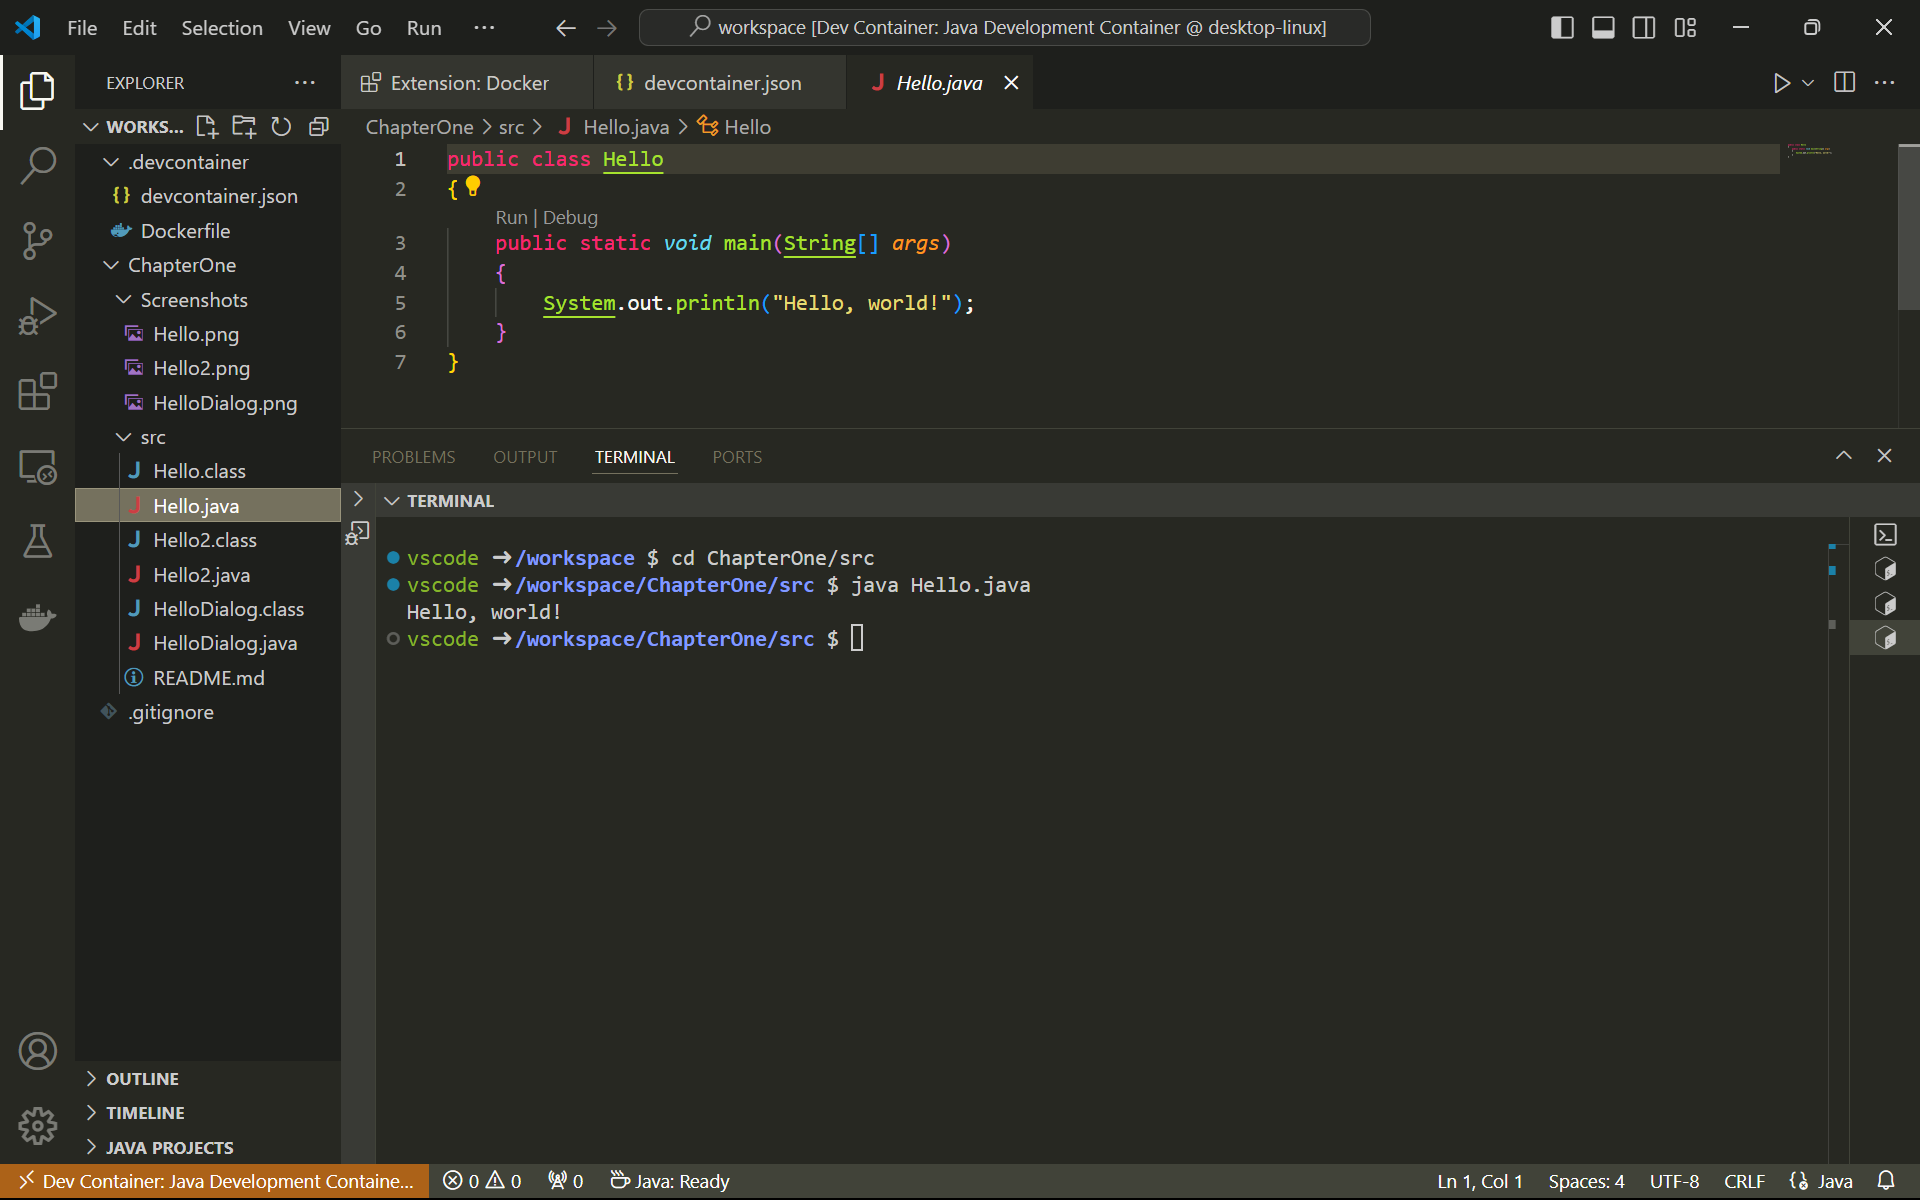 File Edit Selection View Go Run ··· workspace [Dev Container: Java Development Container @ desktop-linux]
EXPLORER ···
Extension: Docker devcontainer.json Hello.java
WORKS...
ChapterOne > src > Hello.java > Hello
.devcontainer
devcontainer.json
Dockerfile
ChapterOne
Screenshots
Hello.png
Hello2.png
HelloDialog.png
src
Hello.class
Hello.java
Hello2.class
Hello2.java
HelloDialog.class
HelloDialog.java
README.md
.gitignore
OUTLINE
TIMELINE
JAVA PROJECTS
1 public class Hello
2 {
Run | Debug
3 public static void main(String[] args)
4 {
5 System.out.println("Hello, world!");
6 }
7 }
PROBLEMS OUTPUT TERMINAL PORTS
TERMINAL
vscode ➜ /workspace $ cd ChapterOne/src
vscode ➜ /workspace/ChapterOne/src $ java Hello.java
Hello, world!
vscode ➜ /workspace/ChapterOne/src $
Dev Container: Java Development Containe... 0 0 0 Java: Ready Ln 1, Col 1 Spaces: 4 UTF-8 CRLF Java